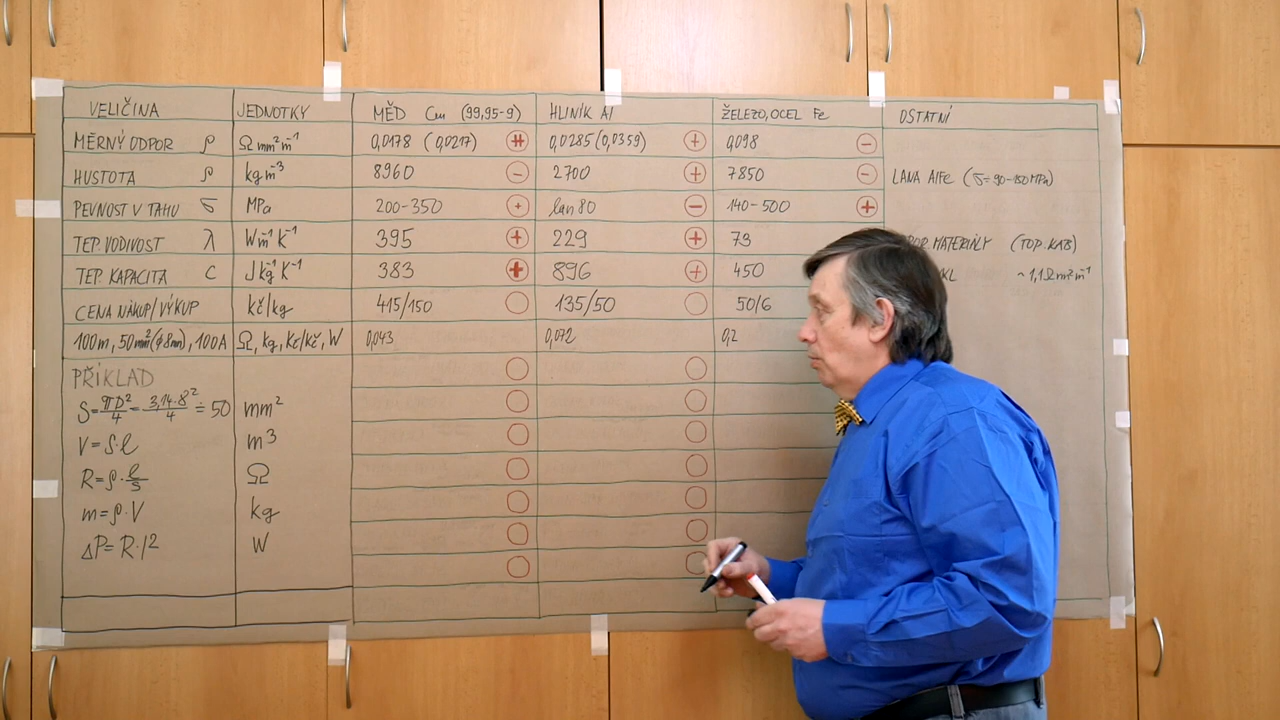 VELIČINA JEDNOTKY MĚD Cu (99,95-9) HLINÍK Al ŽELEZO, OCEL Fe OSTATNÍ
MĚRNÝ ODPOR ρ Ω mm² m⁻¹ 0,0178 (0,0217) ++ 0,0285 (0,0359) + 0,098 −
HUSTOTA ρ kg m⁻³ 8960 − 2700 + 7850 − LANA AlFe (σ=90-150 MPa)
PEVNOST V TAHU σ MPa 200-350 + lan 80 − 140-500 +
TEP. VODIVOST λ W m⁻¹ K⁻¹ 395 + 229 + 73 MATERIÁLY (TOP. KAB)
TEP. KAPACITA C J kg⁻¹ K⁻¹ 383 + 896 + 450 KL ~1,1 Ω mm² m⁻¹
CENA NÁKUP/VÝKUP kč/kg 415/150 135/50 50/6
100m, 50mm² (ϕ8mm), 100A Ω, kg, Kč/kč, W 0,043 0,072 0,2
PŘÍKLAD
S = πD²/4 = 3,14·8²/4 ≐ 50 mm²
V = S·l m³
R = ρ·l/S Ω
m = ρ·V kg
ΔP = R·I² W